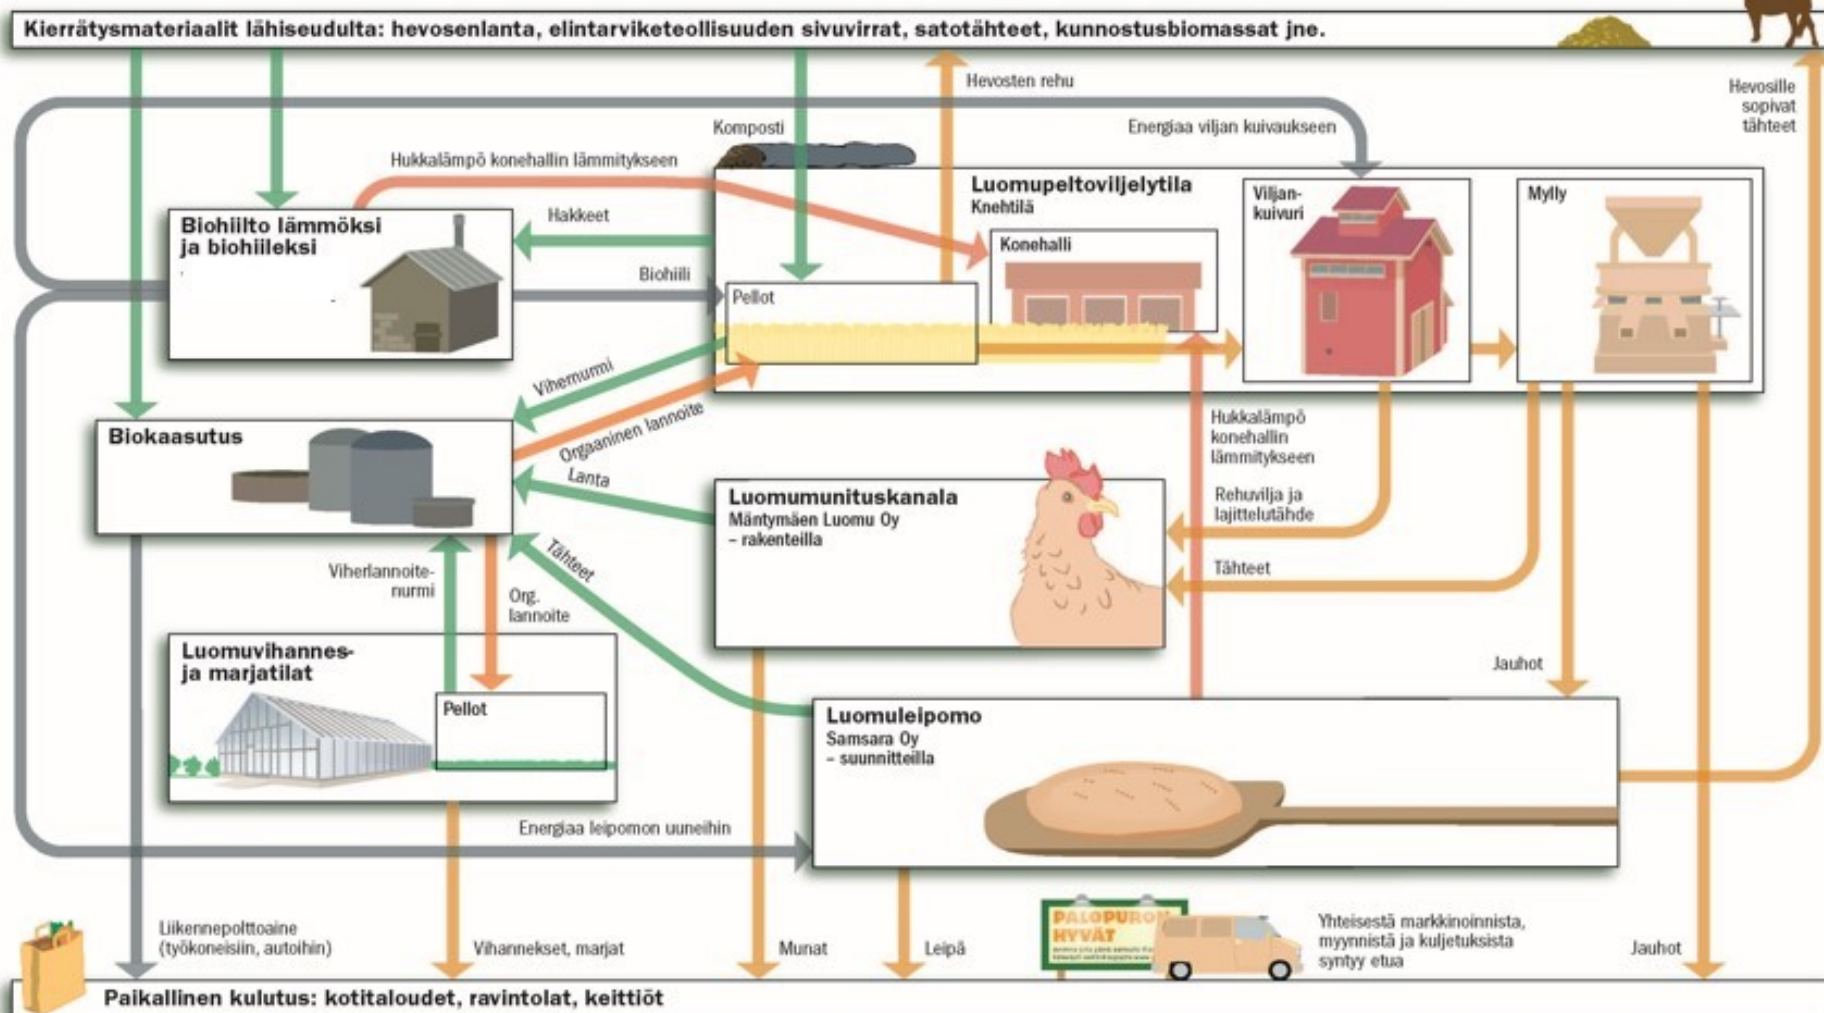 Kierrätysmateriaalit lähiseudulta: hevosenlanta, elintarviketeollisuuden sivuvirrat, satotähteet, kunnostusbiomassat jne.
Hevosten rehu
Hevosille
sopivat
tähteet
Komposti
Energiaa viljan kuivaukseen
Hukkalämpö konehallin lämmitykseen
Luomupeltoviljelytila
Knehtilä
Viljan-
kuivuri
Mylly
Biohiilto lämmöksi
ja biohiileksi
Hakkeet
Konehalli
Biohiili
Pellot
Vihernurmi
Orgaaninen lannoite
Biokaasutus
Lanta
Hukkalämpö
konehallin
lämmitykseen
Luomumunituskanala
Mäntymäen Luomu Oy
– rakenteilla
Rehuvilja ja
lajittelutähde
Tähteet
Tähteet
Viherlannoite-
nurmi
Org.
lannoite
Luomuvihannes-
ja marjatilat
Pellot
Jauhot
Luomuleipomo
Samsara Oy
– suunnitteilla
Energiaa leipomon uuneihin
Liikennepolttoaine
(työkoneisiin, autoihin)
Vihannekset, marjat
Munat
Leipä
PALOPURON
HYVÄT
Yhteisestä markkinoinnista,
myynnistä ja kuljetuksista
syntyy etua
Jauhot
Paikallinen kulutus: kotitaloudet, ravintolat, keittiöt